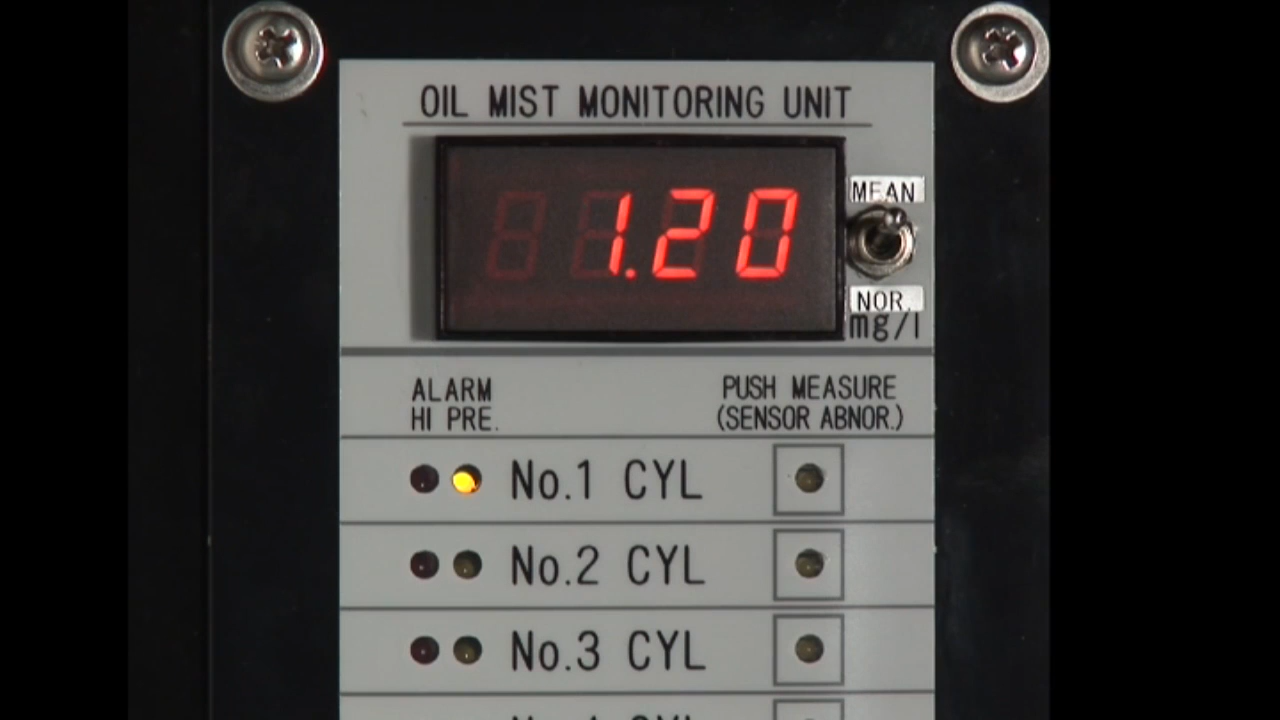 OIL MIST MONITORING UNIT
1.20
MEAN
NOR.
mg/l
ALARM
HI PRE.
PUSH MEASURE
(SENSOR ABNOR.)
No.1 CYL
No.2 CYL
No.3 CYL